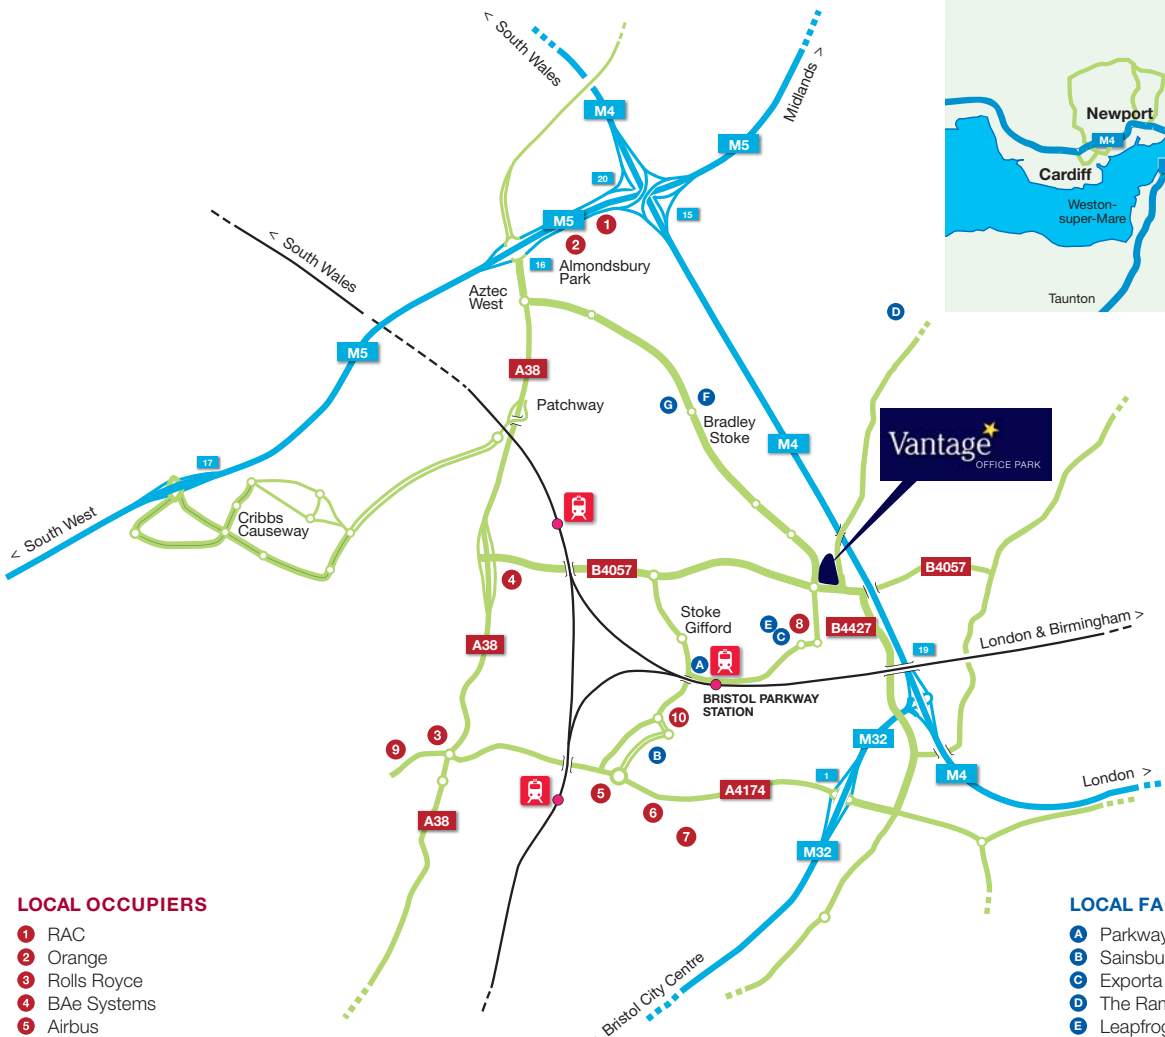 < South Wales
Midlands >
M4
M5
20
15
M5
1
2
16
Almondsbury
Park
Aztec
West
< South Wales
M5
A38
Patchway
G
F
Bradley
Stoke
M4
D
Vantage
OFFICE PARK
17
Cribbs
Causeway
< South West
4
B4057
B4057
Stoke
Gifford
E
C
8
B4427
A
19
London & Birmingham >
BRISTOL PARKWAY
STATION
A38
10
B
9
3
M32
M4
1
London >
5
6
7
A4174
A38
M32
Bristol City Centre
Newport
M4
Cardiff
Weston-
super-Mare
Taunton
LOCAL OCCUPIERS
1 RAC
2 Orange
3 Rolls Royce
4 BAe Systems
5 Airbus
LOCAL FA
A Parkway
B Sainsbu
C Exporta
D The Ram
E Leapfrog